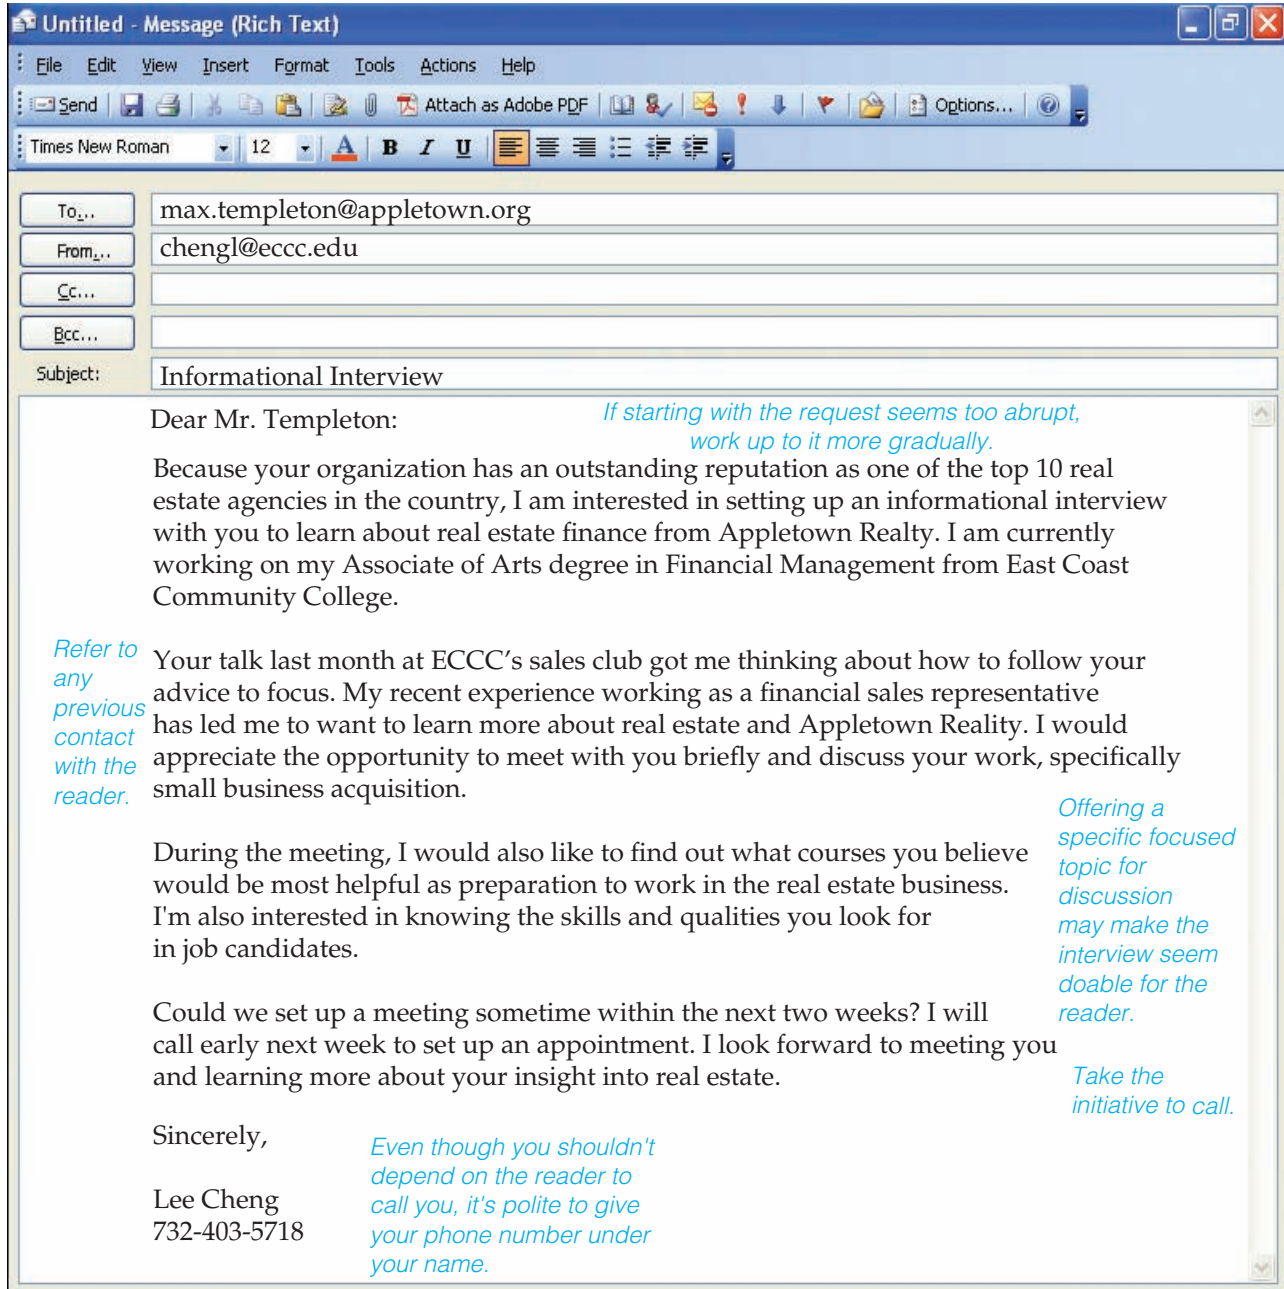 Untitled - Message (Rich Text)
File Edit View Insert Format Tools Actions Help
Send Attach as Adobe PDF Options...
Times New Roman 12 A B I U
To... max.templeton@appletown.org
From... chengl@eccc.edu
Cc...
Bcc...
Subject: Informational Interview
Dear Mr. Templeton:
If starting with the request seems too abrupt,
work up to it more gradually.
Because your organization has an outstanding reputation as one of the top 10 real
estate agencies in the country, I am interested in setting up an informational interview
with you to learn about real estate finance from Appletown Realty. I am currently
working on my Associate of Arts degree in Financial Management from East Coast
Community College.
Refer to
any
previous
contact
with the
reader.
Your talk last month at ECCC’s sales club got me thinking about how to follow your
advice to focus. My recent experience working as a financial sales representative
has led me to want to learn more about real estate and Appletown Reality. I would
appreciate the opportunity to meet with you briefly and discuss your work, specifically
small business acquisition.
Offering a
specific focused
topic for
discussion
may make the
interview seem
doable for the
reader.
During the meeting, I would also like to find out what courses you believe
would be most helpful as preparation to work in the real estate business.
I'm also interested in knowing the skills and qualities you look for
in job candidates.
Could we set up a meeting sometime within the next two weeks? I will
call early next week to set up an appointment. I look forward to meeting you
and learning more about your insight into real estate.
Take the
initiative to call.
Sincerely,
Lee Cheng
732-403-5718
Even though you shouldn't
depend on the reader to
call you, it's polite to give
your phone number under
your name.